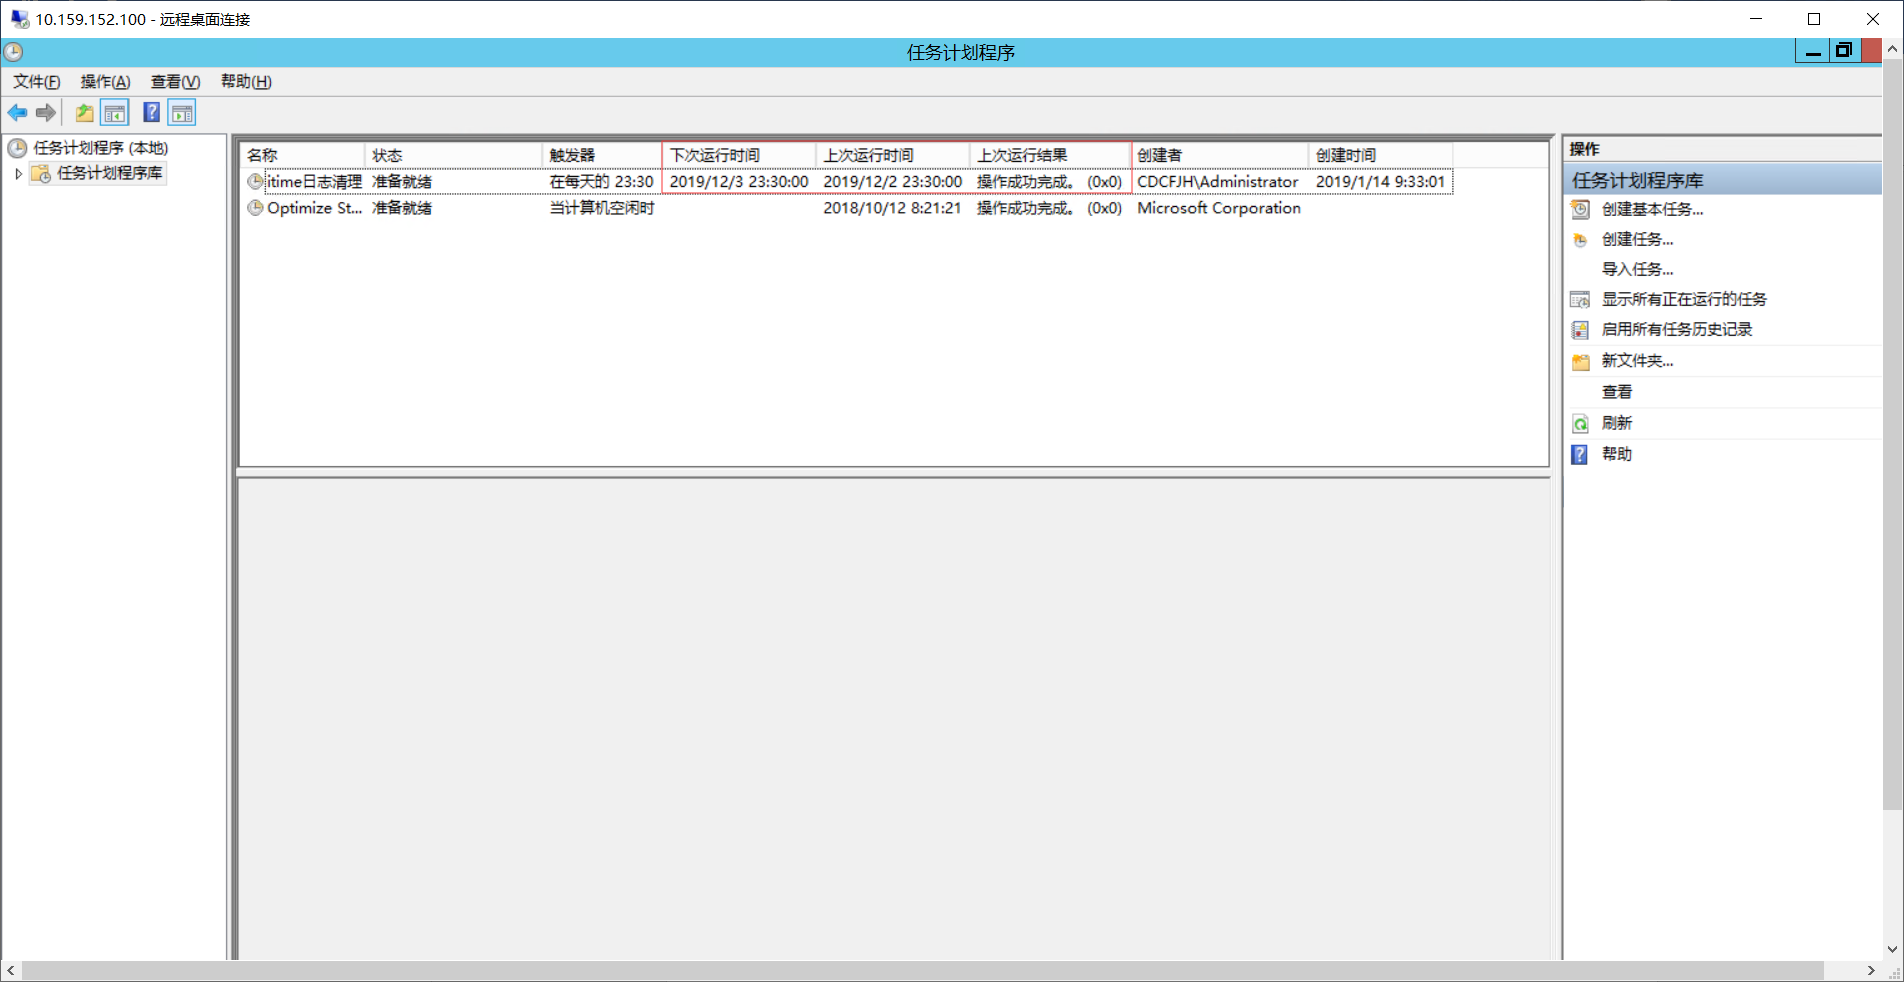 10.159.152.100 - 远程桌面连接
任务计划程序
文件(F) 操作(A) 查看(V) 帮助(H)
任务计划程序 (本地)
任务计划程序库
名称 状态 触发器 下次运行时间 上次运行时间 上次运行结果 创建者 创建时间
itime日志清理 准备就绪 在每天的 23:30 2019/12/3 23:30:00 2019/12/2 23:30:00 操作成功完成。 (0x0) CDCFJH\Administrator 2019/1/14 9:33:01
Optimize St... 准备就绪 当计算机空闲时 2018/10/12 8:21:21 操作成功完成。 (0x0) Microsoft Corporation
操作
任务计划程序库
创建基本任务...
创建任务...
导入任务...
显示所有正在运行的任务
启用所有任务历史记录
新文件夹...
查看
刷新
帮助